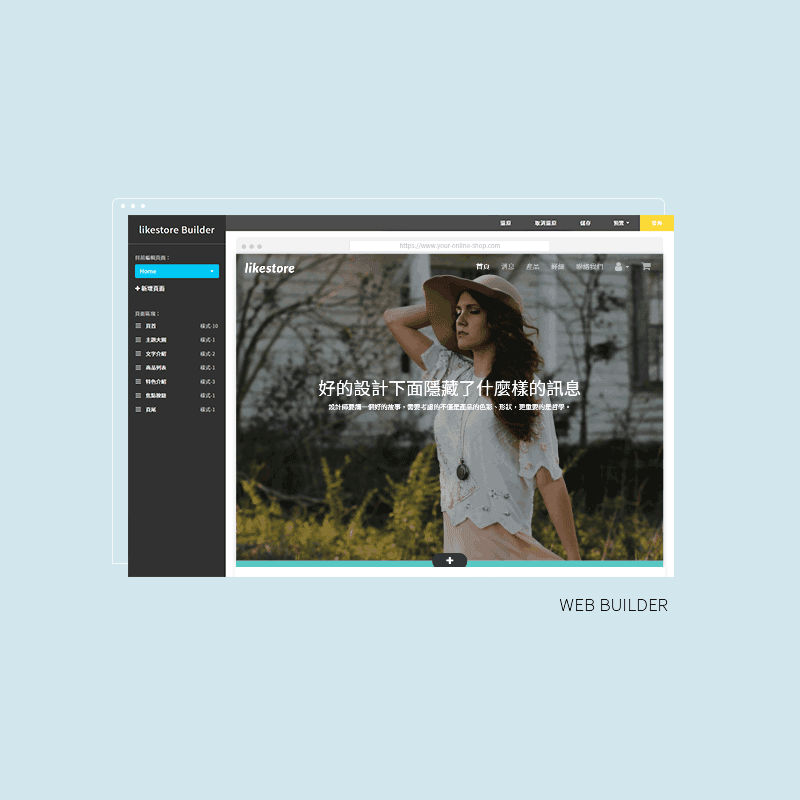 likestore Builder
還原
取消還原
儲存
預覽
發佈
目前編輯頁面：
Home
新增頁面
頁面區塊：
頁首 樣式-10
主題大圖 樣式-1
文字介紹 樣式-2
商品列表 樣式-1
特色介紹 樣式-3
焦點按鈕 樣式-1
頁尾 樣式-1
https://www.your-online-shop.com
likestore
首頁 消息 產品 聯絡我們
好的設計下面隱藏了什麼樣的訊息
設計師要講一個好的故事，需要考慮的不僅是產品的色彩、形狀，更重要的是哲學。
WEB BUILDER